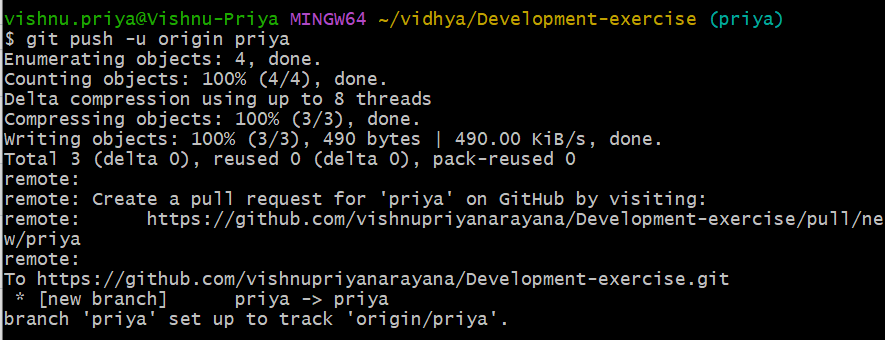 vishnu.priya@Vishnu-Priya MINGW64 ~/vidhya/Development-exercise (priya)
$ git push -u origin priya
Enumerating objects: 4, done.
Counting objects: 100% (4/4), done.
Delta compression using up to 8 threads
Compressing objects: 100% (3/3), done.
Writing objects: 100% (3/3), 490 bytes | 490.00 KiB/s, done.
Total 3 (delta 0), reused 0 (delta 0), pack-reused 0
remote:
remote: Create a pull request for 'priya' on GitHub by visiting:
remote:      https://github.com/vishnupriyanarayana/Development-exercise/pull/ne
w/priya
remote:
To https://github.com/vishnupriyanarayana/Development-exercise.git
 * [new branch]      priya -> priya
branch 'priya' set up to track 'origin/priya'.